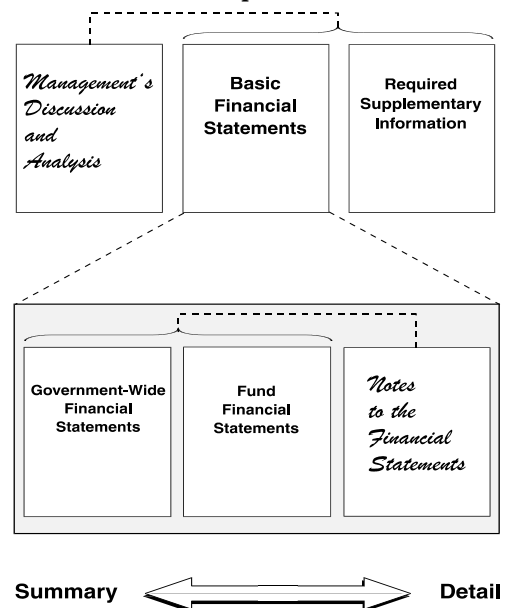 Management's
Discussion
and
Analysis
Basic
Financial
Statements
Required
Supplementary
Information
Government-Wide
Financial
Statements
Fund
Financial
Statements
Notes
to the
Financial
Statements
Summary
Detail